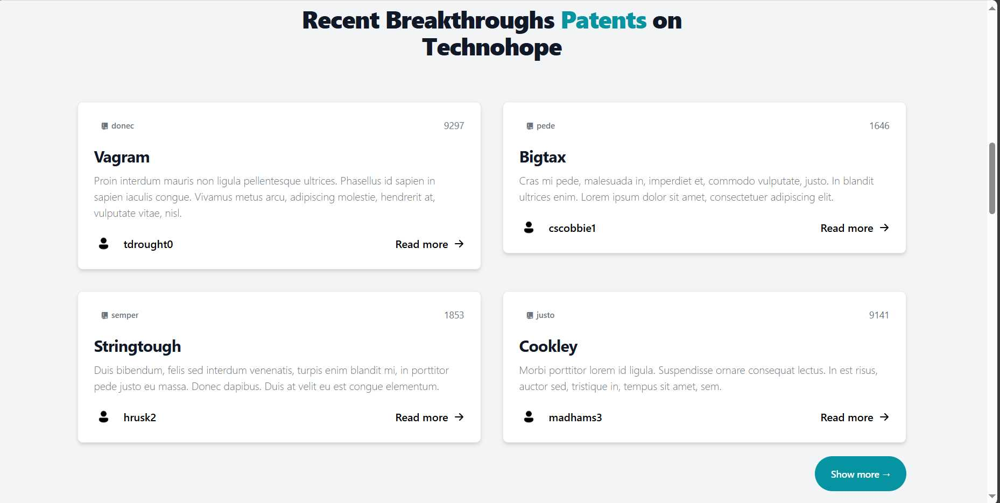 Recent Breakthroughs Patents on
Technohope
donec
9297
Vagram
Proin interdum mauris non ligula pellentesque ultrices. Phasellus id sapien in
sapien iaculis congue. Vivamus metus arcu, adipiscing molestie, hendrerit at,
vulputate vitae, nisl.
tdrought0
Read more →
pede
1646
Bigtax
Cras mi pede, malesuada in, imperdiet et, commodo vulputate, justo. In blandit
ultrices enim. Lorem ipsum dolor sit amet, consectetuer adipiscing elit.
cscobbie1
Read more →
semper
1853
Stringtough
Duis bibendum, felis sed interdum venenatis, turpis enim blandit mi, in porttitor
pede justo eu massa. Donec dapibus. Duis at velit eu est congue elementum.
hrusk2
Read more →
justo
9141
Cookley
Morbi porttitor lorem id ligula. Suspendisse ornare consequat lectus. In est risus,
auctor sed, tristique in, tempus sit amet, sem.
madhams3
Read more →
Show more →